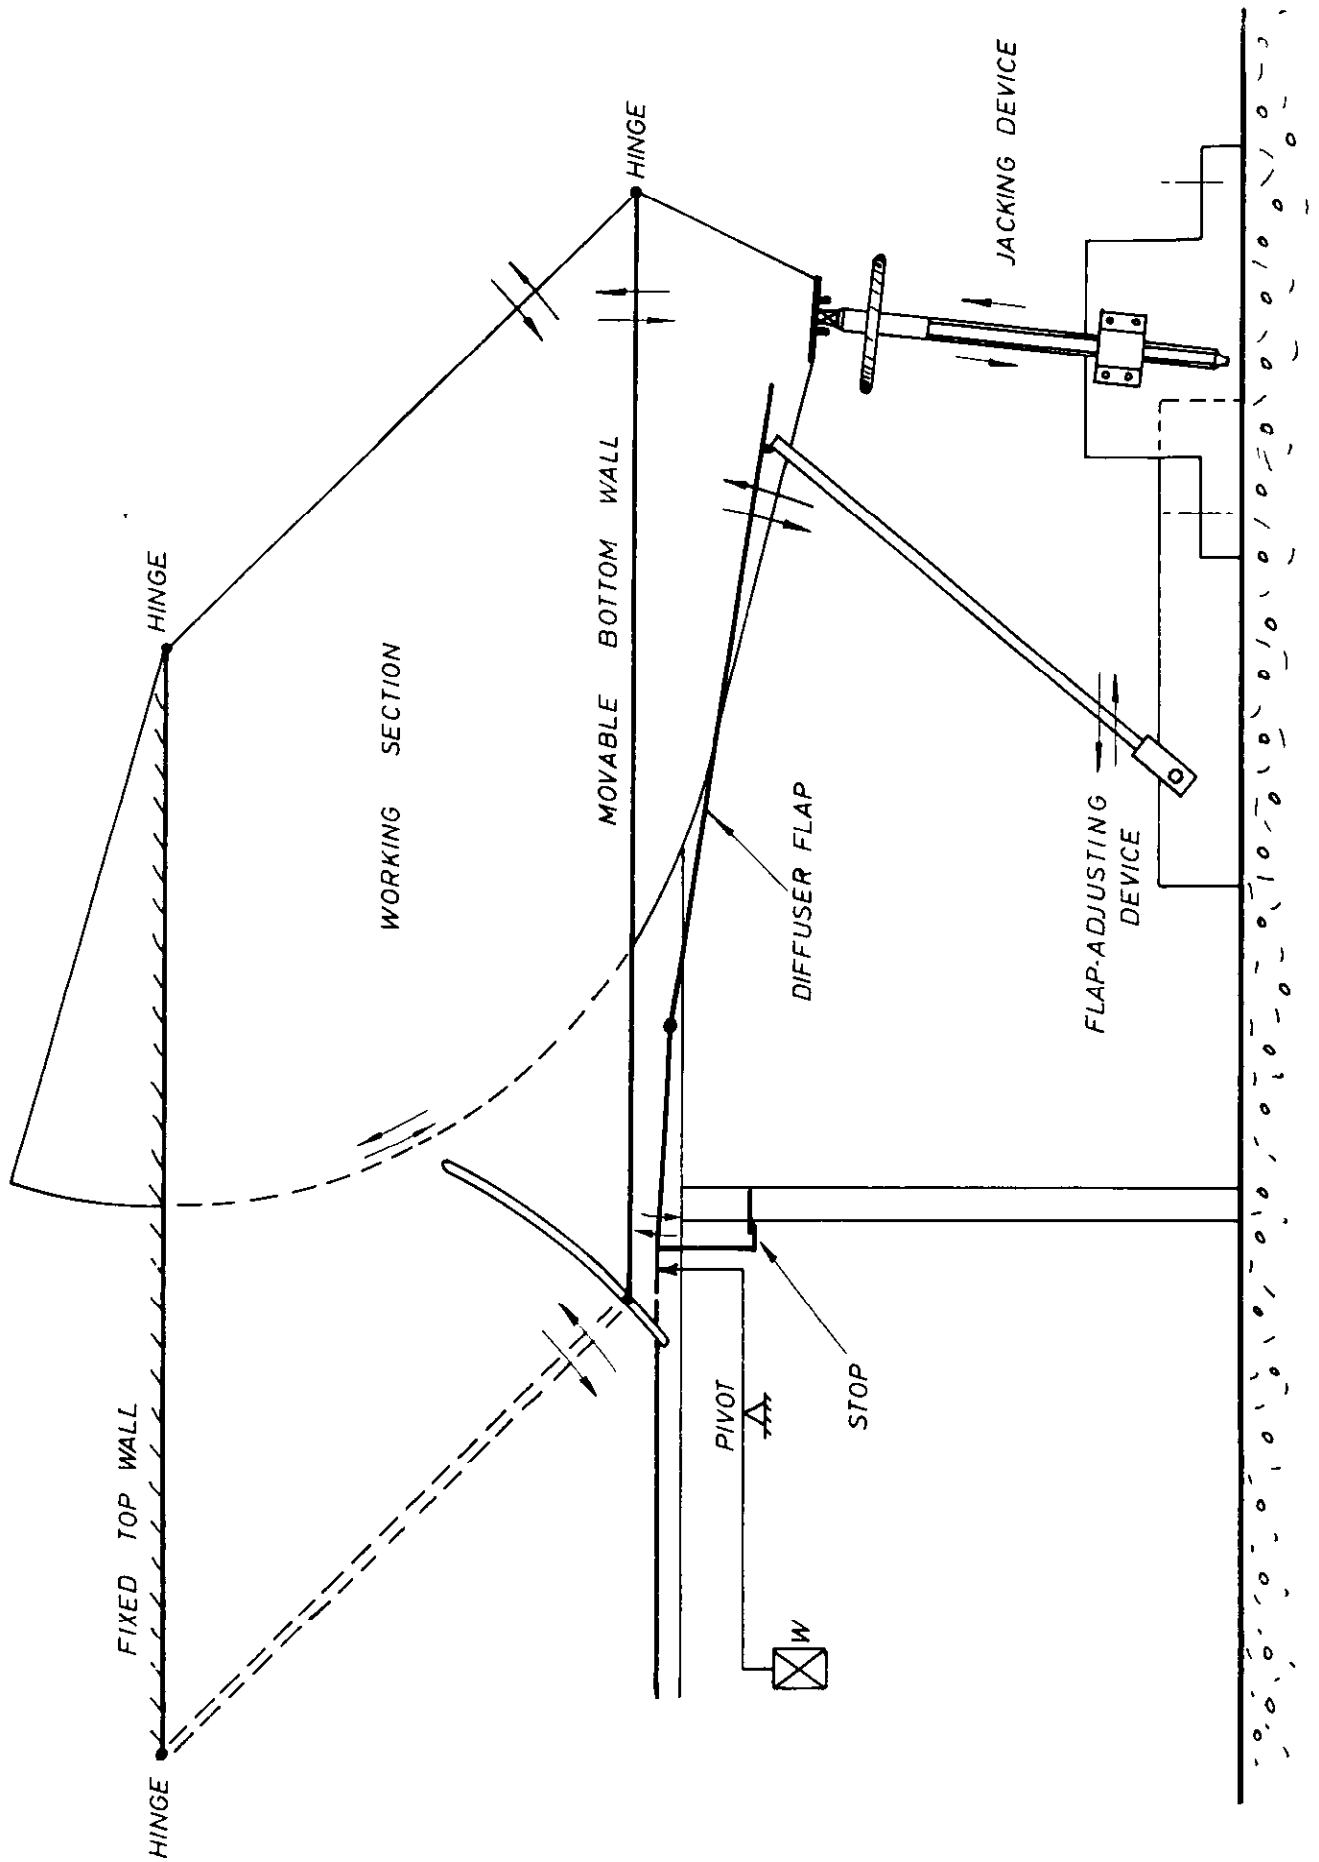 HINGE
FIXED TOP WALL
HINGE
WORKING SECTION
HINGE
MOVABLE BOTTOM WALL
DIFFUSER FLAP
PIVOT
W
STOP
FLAP-ADJUSTING
DEVICE
JACKING DEVICE